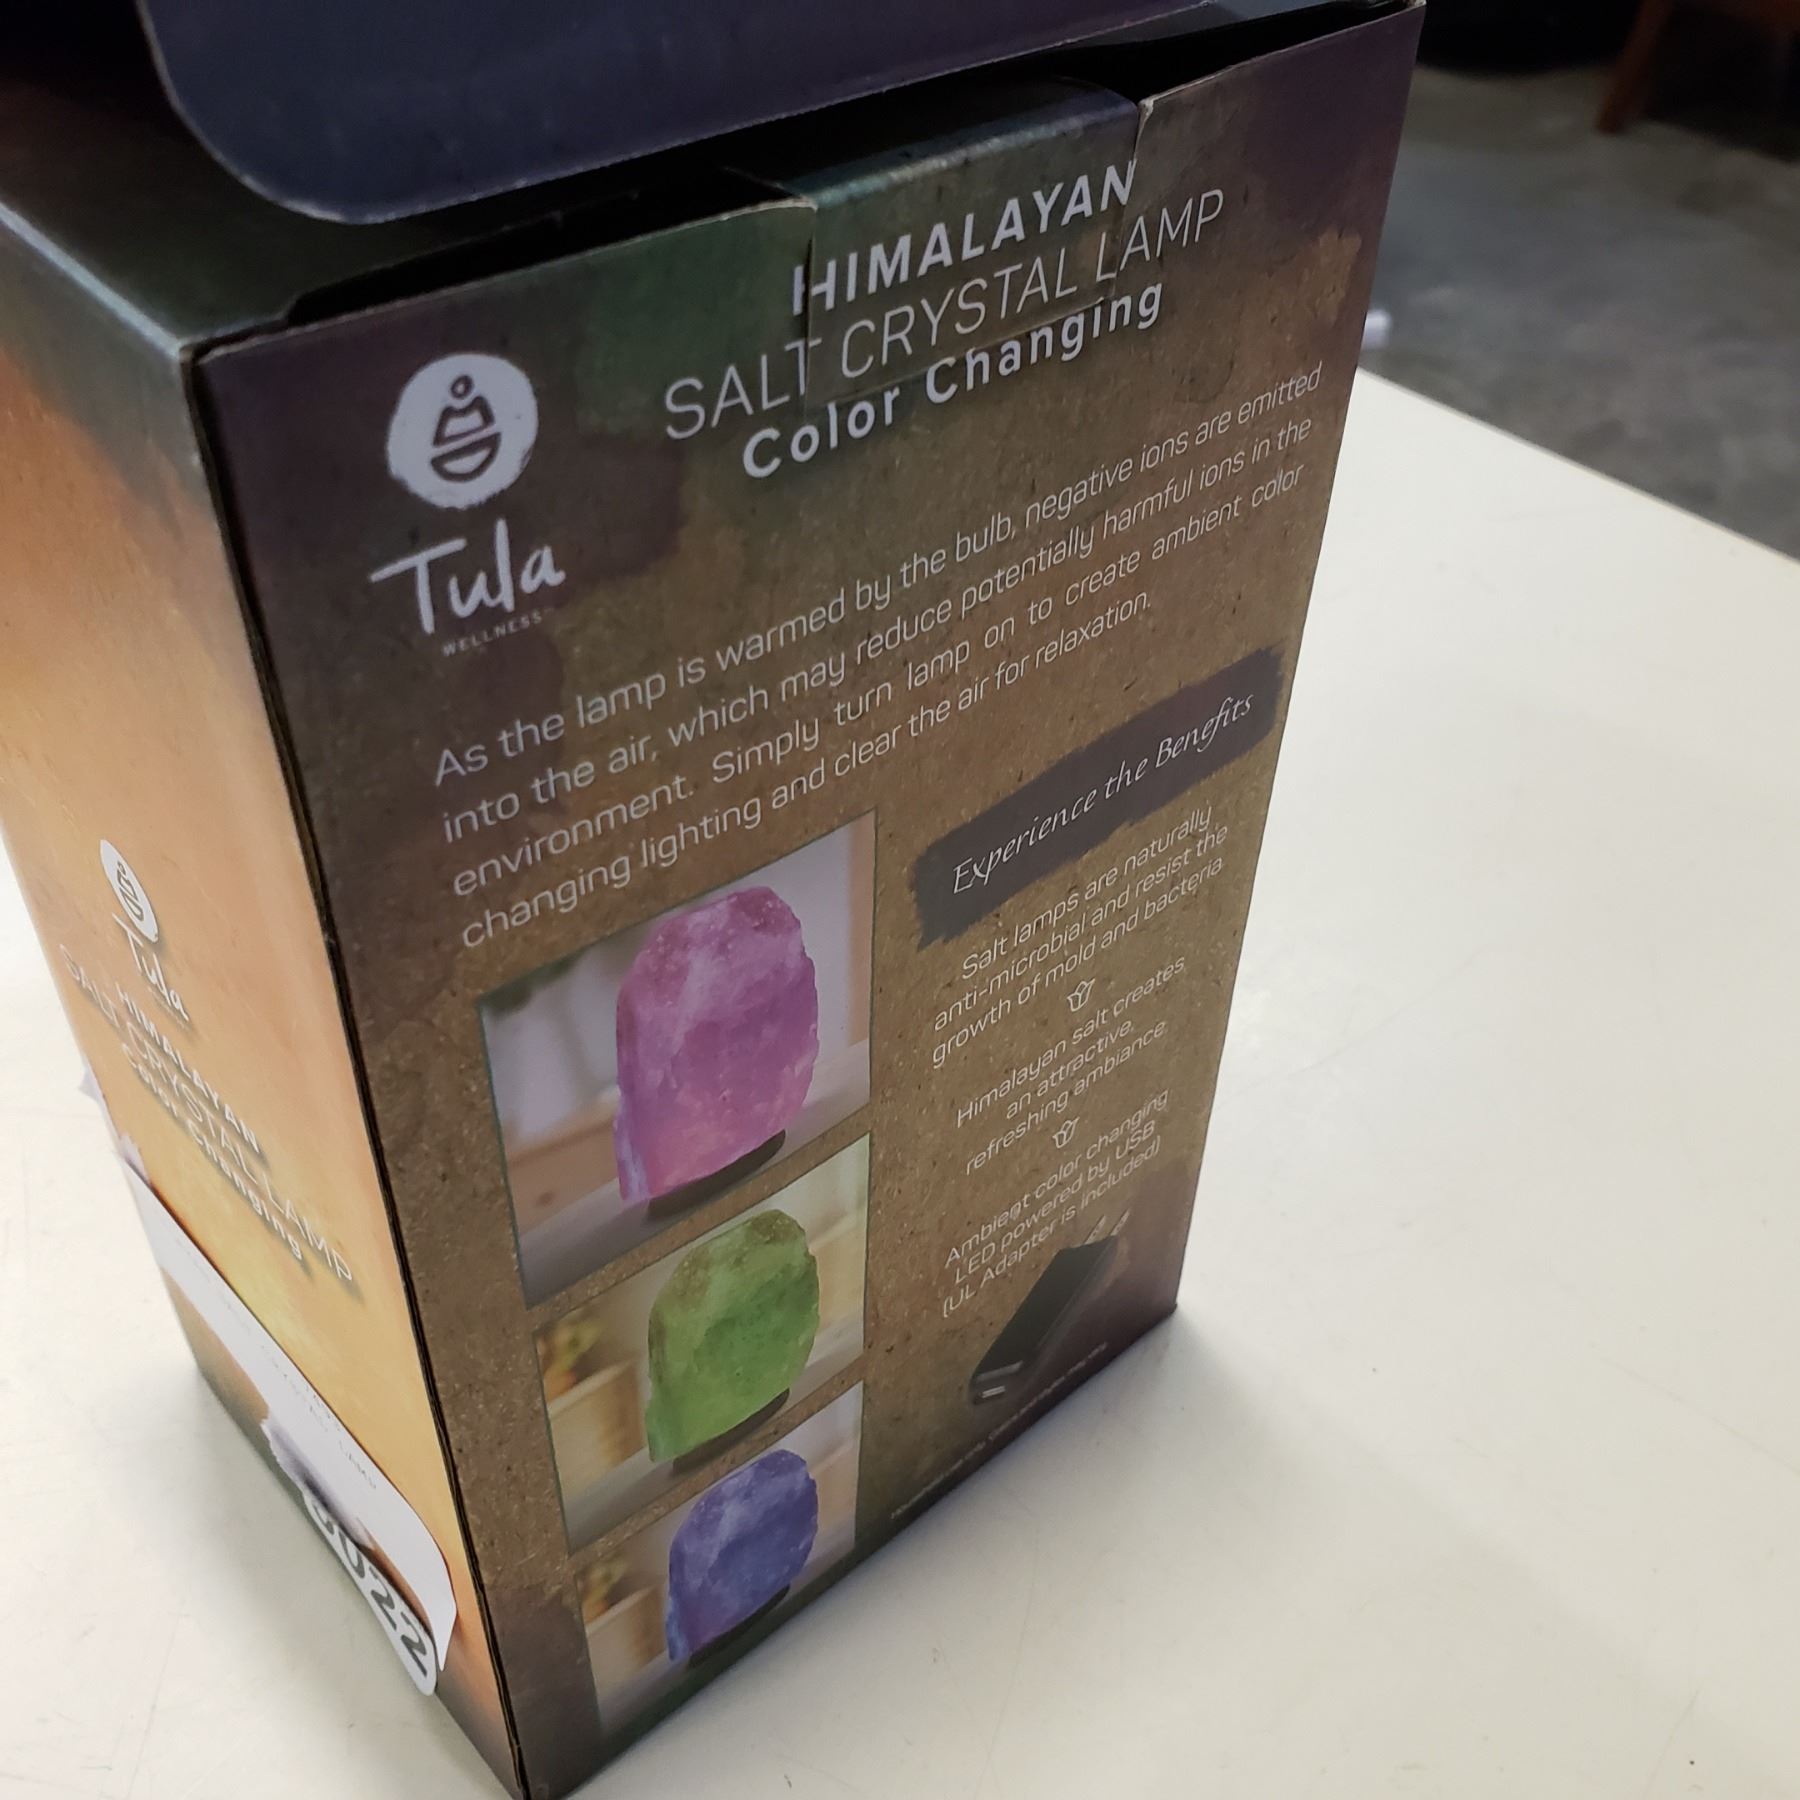 HIMALAYAN
SALT CRYSTAL LAMP
Color Changing
Tula
WELLNESS
As the lamp is warmed by the bulb, negative ions are emitted
into the air, which may reduce potentially harmful ions in the
environment. Simply turn lamp on to create ambient color
changing lighting and clear the air for relaxation.
Experience the Benefits
Salt lamps are naturally
anti-microbial and resist the
growth of mold and bacteria
Himalayan salt creates
an attractive,
refreshing ambiance.
Ambient color changing
LED powered by USB
(UL Adapter is included)
Tula
HIMALAYAN
SALT CRYSTAL LAMP
Color Changing
LAMP